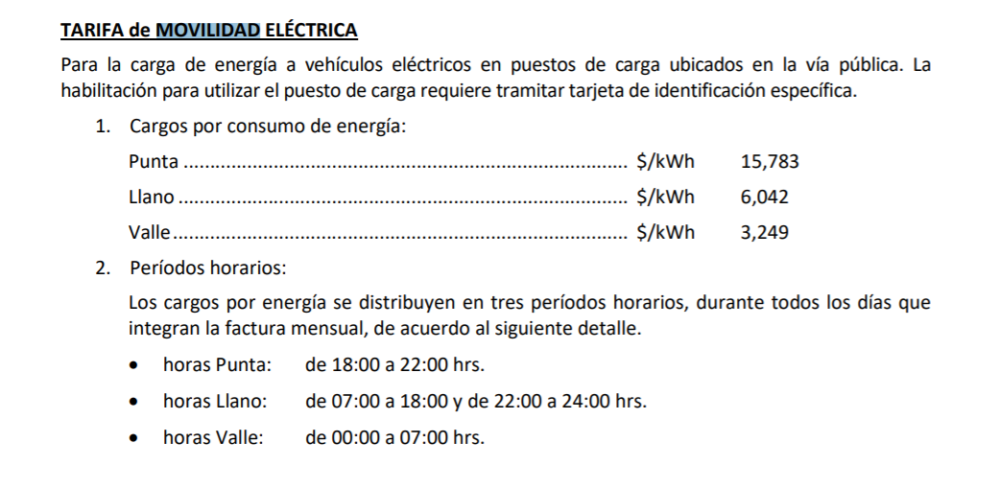 TARIFA de MOVILIDAD ELÉCTRICA
Para la carga de energía a vehículos eléctricos en puestos de carga ubicados en la vía pública. La
habilitación para utilizar el puesto de carga requiere tramitar tarjeta de identificación específica.
1. Cargos por consumo de energía:
Punta ............................................................................ $/kWh 15,783
Llano ............................................................................. $/kWh 6,042
Valle .............................................................................. $/kWh 3,249
2. Períodos horarios:
Los cargos por energía se distribuyen en tres períodos horarios, durante todos los días que
integran la factura mensual, de acuerdo al siguiente detalle.
• horas Punta: de 18:00 a 22:00 hrs.
• horas Llano: de 07:00 a 18:00 y de 22:00 a 24:00 hrs.
• horas Valle: de 00:00 a 07:00 hrs.